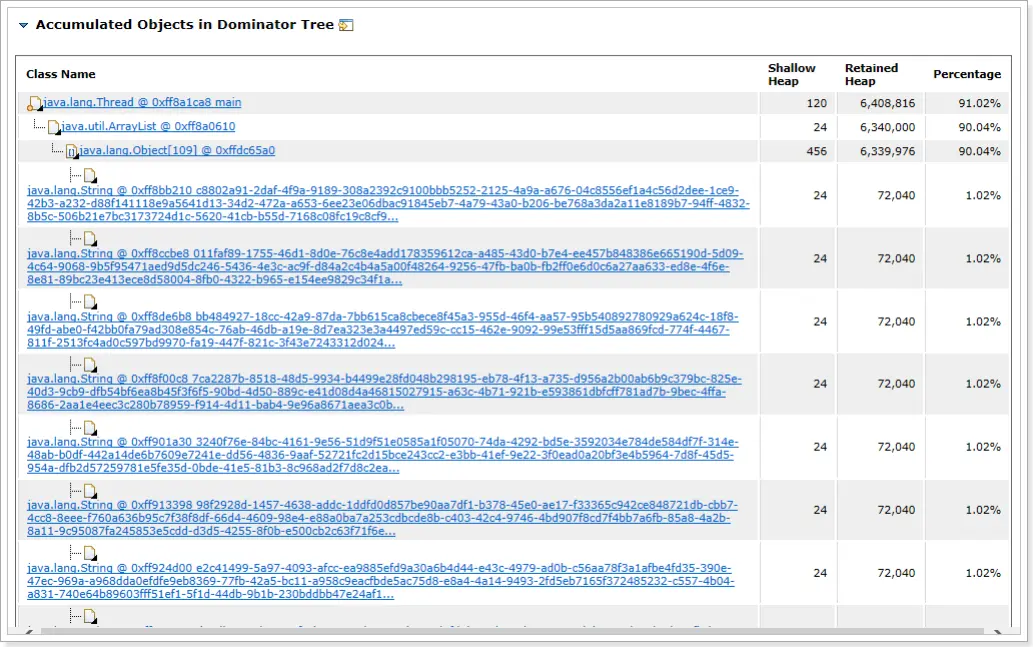 Accumulated Objects in Dominator Tree
Class Name Shallow Heap Retained Heap Percentage
java.lang.Thread @ 0xff8a1ca8 main 120 6,408,816 91.02%
java.util.ArrayList @ 0xff8a0610 24 6,340,000 90.04%
java.lang.Object[109] @ 0xffdc65a0 456 6,339,976 90.04%
java.lang.String @ 0xff8bb210 c8802a91-2daf-4f9a-9189-308a2392c9100bbb5252-2125-4a9a-a676-04c8556ef1a4c56d2dee-1ce9-
42b3-a232-d88f141118e9a5641d13-34d2-472a-a653-6ee23e06dbac91845eb7-4a79-43a0-b206-be768a3da2a11e8189b7-94ff-4832-
8b5c-506b21e7bc3173724d1c-5620-41cb-b55d-7168c08fc19c8cf9... 24 72,040 1.02%
java.lang.String @ 0xff8ccbe8 011faf89-1755-46d1-8d0e-76c8e4add178359612ca-a485-43d0-b7e4-ee457b848386e665190d-5d09-
4c64-9068-9b5f95471aed9d5dc246-5436-4e3c-ac9f-d84a2c4b4a5a00f48264-9256-47fb-ba0b-fb2ff0e6d0c6a27aa633-ed8e-4f6e-
8e81-89bc23e413ece8d58004-8fb0-4322-b965-e154ee9829c34f1a... 24 72,040 1.02%
java.lang.String @ 0xff8de6b8 bb484927-18cc-42a9-87da-7bb615ca8cbece8f45a3-955d-46f4-aa57-95b540892780929a624c-18f8-
49fd-abe0-f42bb0fa79ad308e854c-76ab-46db-a19e-8d7ea323e3a4497ed59c-cc15-462e-9092-99e53fff15d5aa869fcd-774f-4467-
811f-2513fc4ad0c597bd9970-fa19-447f-821c-3f43e7243312d024... 24 72,040 1.02%
java.lang.String @ 0xff8f00c8 7ca2287b-8518-48d5-9934-b4499e28fd048b298195-eb78-4f13-a735-d956a2b00ab6b9c379bc-825e-
40d3-9cb9-dfb54bf6ea8b45f3f6f5-90bd-4d50-889c-e41d08d4a46815027915-a63c-4b71-921b-e593861dbfcff781ad7b-9bec-4ffa-
8686-2aa1e4eec3c280b78959-f914-4d11-bab4-9e96a8671aea3c0b... 24 72,040 1.02%
java.lang.String @ 0xff901a30 3240f76e-84bc-4161-9e56-51d9f51e0585a1f05070-74da-4292-bd5e-3592034e784de584df7f-314e-
48ab-b0df-442a14de6b7609e7241e-dd56-4836-9aaf-52721fc2d15bce243cc2-e3bb-41ef-9e22-3f0ead0a20bf3e4b5964-7d8f-45d5-
954a-dfb2d57259781e5fe35d-0bde-41e5-81b3-8c968ad2f7d8c2ea... 24 72,040 1.02%
java.lang.String @ 0xff913398 98f2928d-1457-4638-addc-1ddfd0d857be90aa7df1-b378-45e0-ae17-f33365c942ce848721db-cbb7-
4cc8-8eee-f760a636b95c7f38f8df-66d4-4609-98e4-e88a0ba7a253cdbcde8b-c403-42c4-9746-4bd907f8cd7f4bb7a6fb-85a8-4a2b-
8a11-9c95087fa245853e5cdd-d3d5-4255-8f0b-e500cb2c63f71f6e... 24 72,040 1.02%
java.lang.String @ 0xff924d00 e2c41499-5a97-4093-afcc-ea9885efd9a30a6b4d44-e43c-4979-ad0b-c56aa78f3a1afbe4fd35-390e-
47ec-969a-a968dda0efdfe9eb8369-77fb-42a5-bc11-a958c9eacfbde5ac75d8-e8a4-4a14-9493-2fd5eb7165f372485232-c557-4b04-
a831-740e64b89603fff51ef1-5f1d-44db-9b1b-230bddbb47e24af1... 24 72,040 1.02%